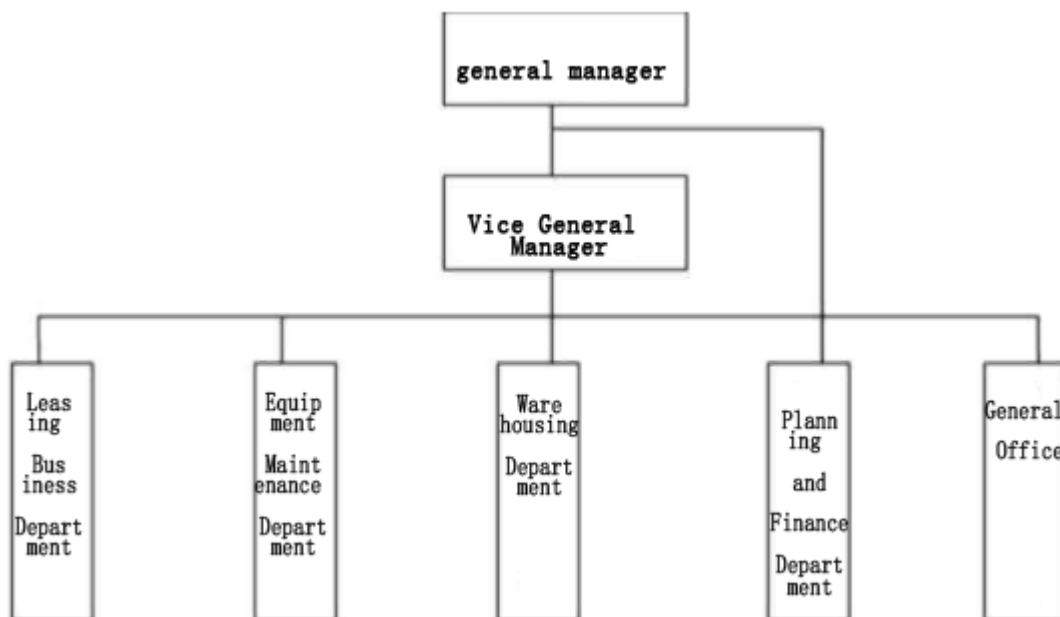 general manager
Vice General
Manager
Leas
ing
Bus
iness
Depart
ment
Equip
ment
Maint
enance
Depart
ment
Ware
housing
Depart
ment
Plann
ing
and
Finance
Depart
ment
General
Office